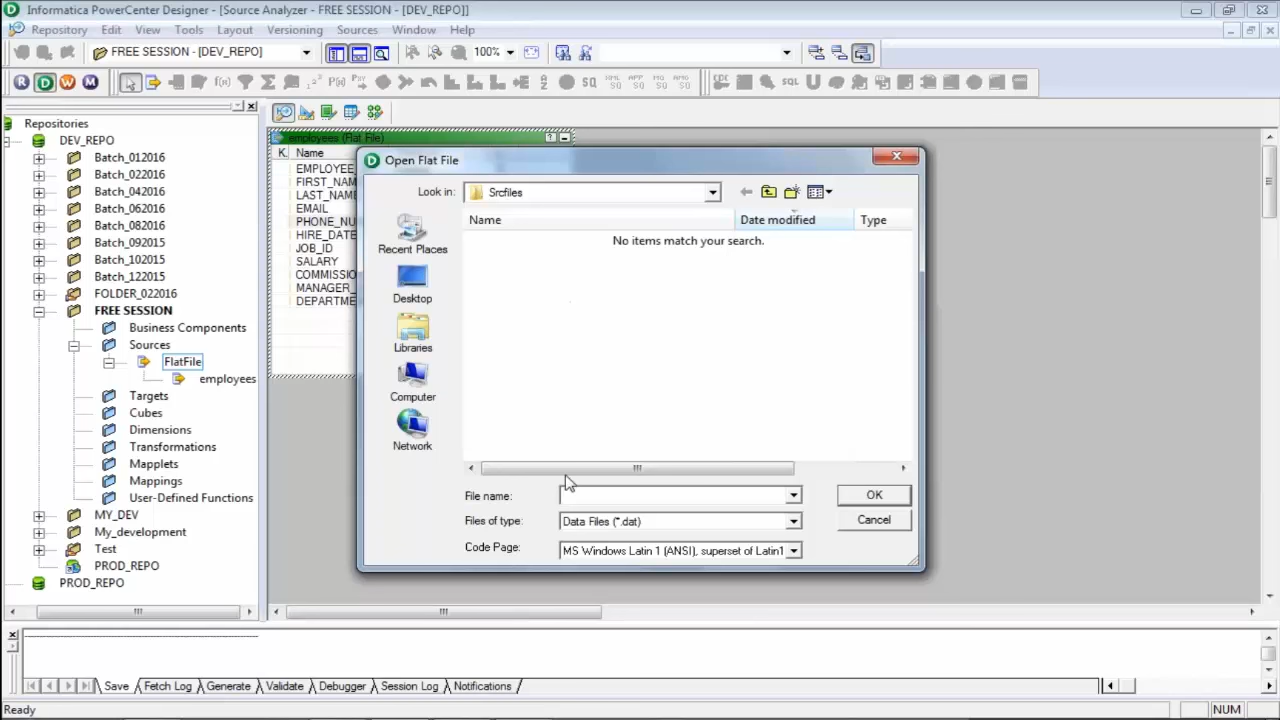 Informatica PowerCenter Designer - [Source Analyzer - FREE SESSION - [DEV_REPO]]
Repository Edit View Tools Layout Versioning Sources Window Help
FREE SESSION - [DEV_REPO]
100%
R D W M
Repositories
DEV_REPO
Batch_012016
Batch_022016
Batch_042016
Batch_062016
Batch_082016
Batch_092015
Batch_102015
Batch_122015
FOLDER_022016
FREE SESSION
Business Components
Sources
FlatFile
employees
Targets
Cubes
Dimensions
Transformations
Mapplets
Mappings
User-Defined Functions
MY_DEV
My_development
Test
PROD_REPO
PROD_REPO
employees (Flat File)
K. Name
EMPLOYEE_
FIRST_NAM
LAST_NAME
EMAIL
PHONE_NU
HIRE_DATE
JOB_ID
SALARY
COMMISSIO
MANAGER_
DEPARTME
Open Flat File
Look in: Srcfiles
Name Date modified Type
No items match your search.
Recent Places
Desktop
Libraries
Computer
Network
File name: OK
Files of type: Data Files (*.dat) Cancel
Code Page: MS Windows Latin 1 (ANSI), superset of Latin1
Save Fetch Log Generate Validate Debugger Session Log Notifications
Ready NUM